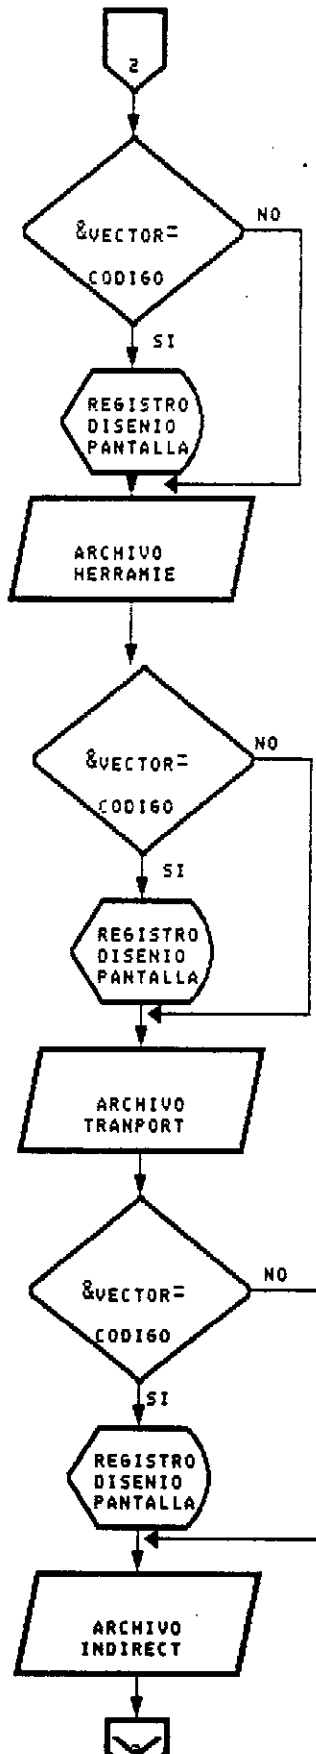 2
&VECTOR=
NO
CODIGO
SI
REGISTRO
DISENIO
PANTALLA
ARCHIVO
HERRAMIE
&VECTOR=
NO
CODIGO
SI
REGISTRO
DISENIO
PANTALLA
ARCHIVO
TRANPORT
&VECTOR=
NO
CODIGO
SI
REGISTRO
DISENIO
PANTALLA
ARCHIVO
INDIRECT